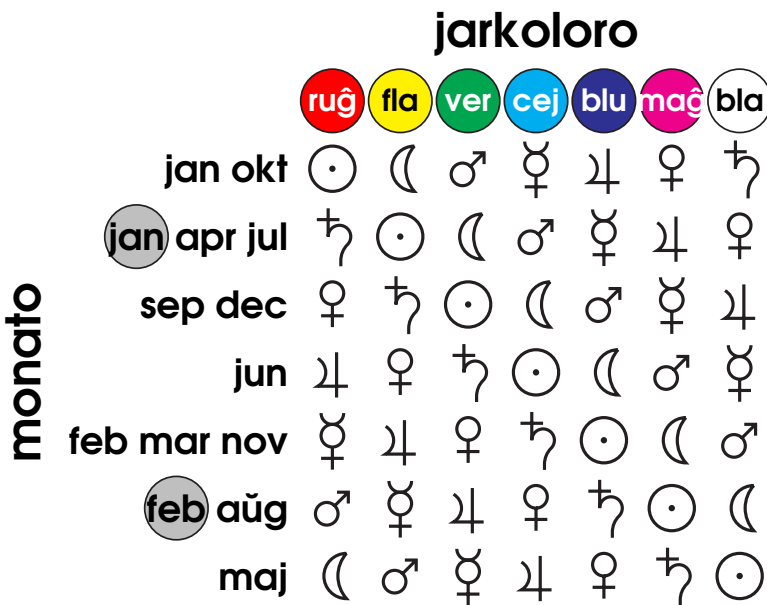 jarkoloro
ruĝ fla ver cej blu maĝ bla
monato
jan okt ☉ ☾ ♂ ☿ ♃ ♀ ♄
jan apr jul ♄ ☉ ☾ ♂ ☿ ♃ ♀
sep dec ♀ ♄ ☉ ☾ ♂ ☿ ♃
jun ♃ ♀ ♄ ☉ ☾ ♂ ☿
feb mar nov ☿ ♃ ♀ ♄ ☉ ☾ ♂
feb aŭg ♂ ☿ ♃ ♀ ♄ ☉ ☾
maj ☾ ♂ ☿ ♃ ♀ ♄ ☉